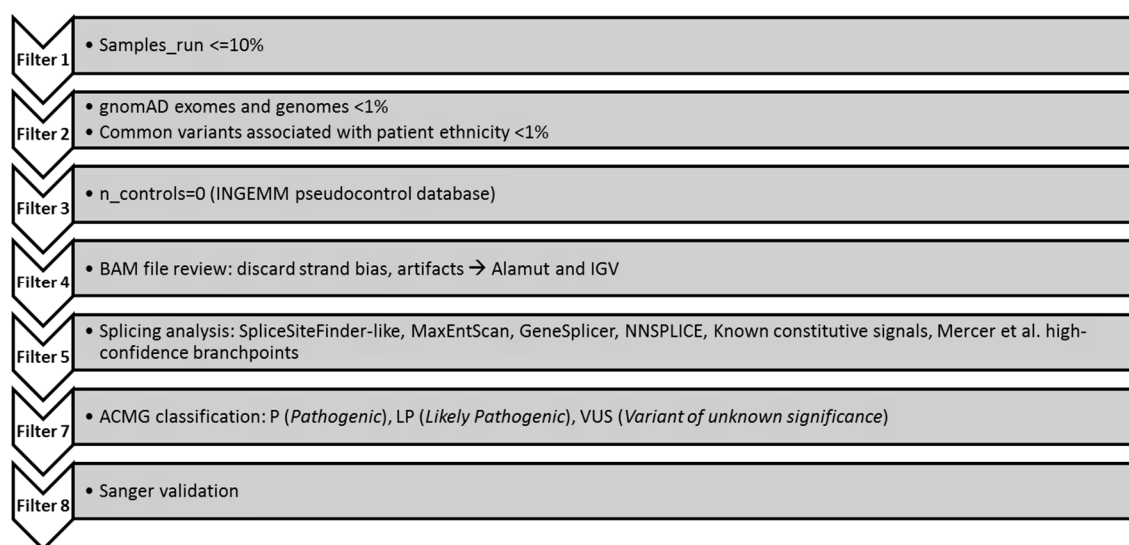 Filter 1
• Samples_run <=10%
Filter 2
• gnomAD exomes and genomes <1%
• Common variants associated with patient ethnicity <1%
Filter 3
• n_controls=0 (INGEMM pseudocontrol database)
Filter 4
• BAM file review: discard strand bias, artifacts → Alamut and IGV
Filter 5
• Splicing analysis: SpliceSiteFinder-like, MaxEntScan, GeneSplicer, NNSPLICE, Known constitutive signals, Mercer et al. high-
confidence branchpoints
Filter 7
• ACMG classification: P (Pathogenic), LP (Likely Pathogenic), VUS (Variant of unknown significance)
Filter 8
• Sanger validation